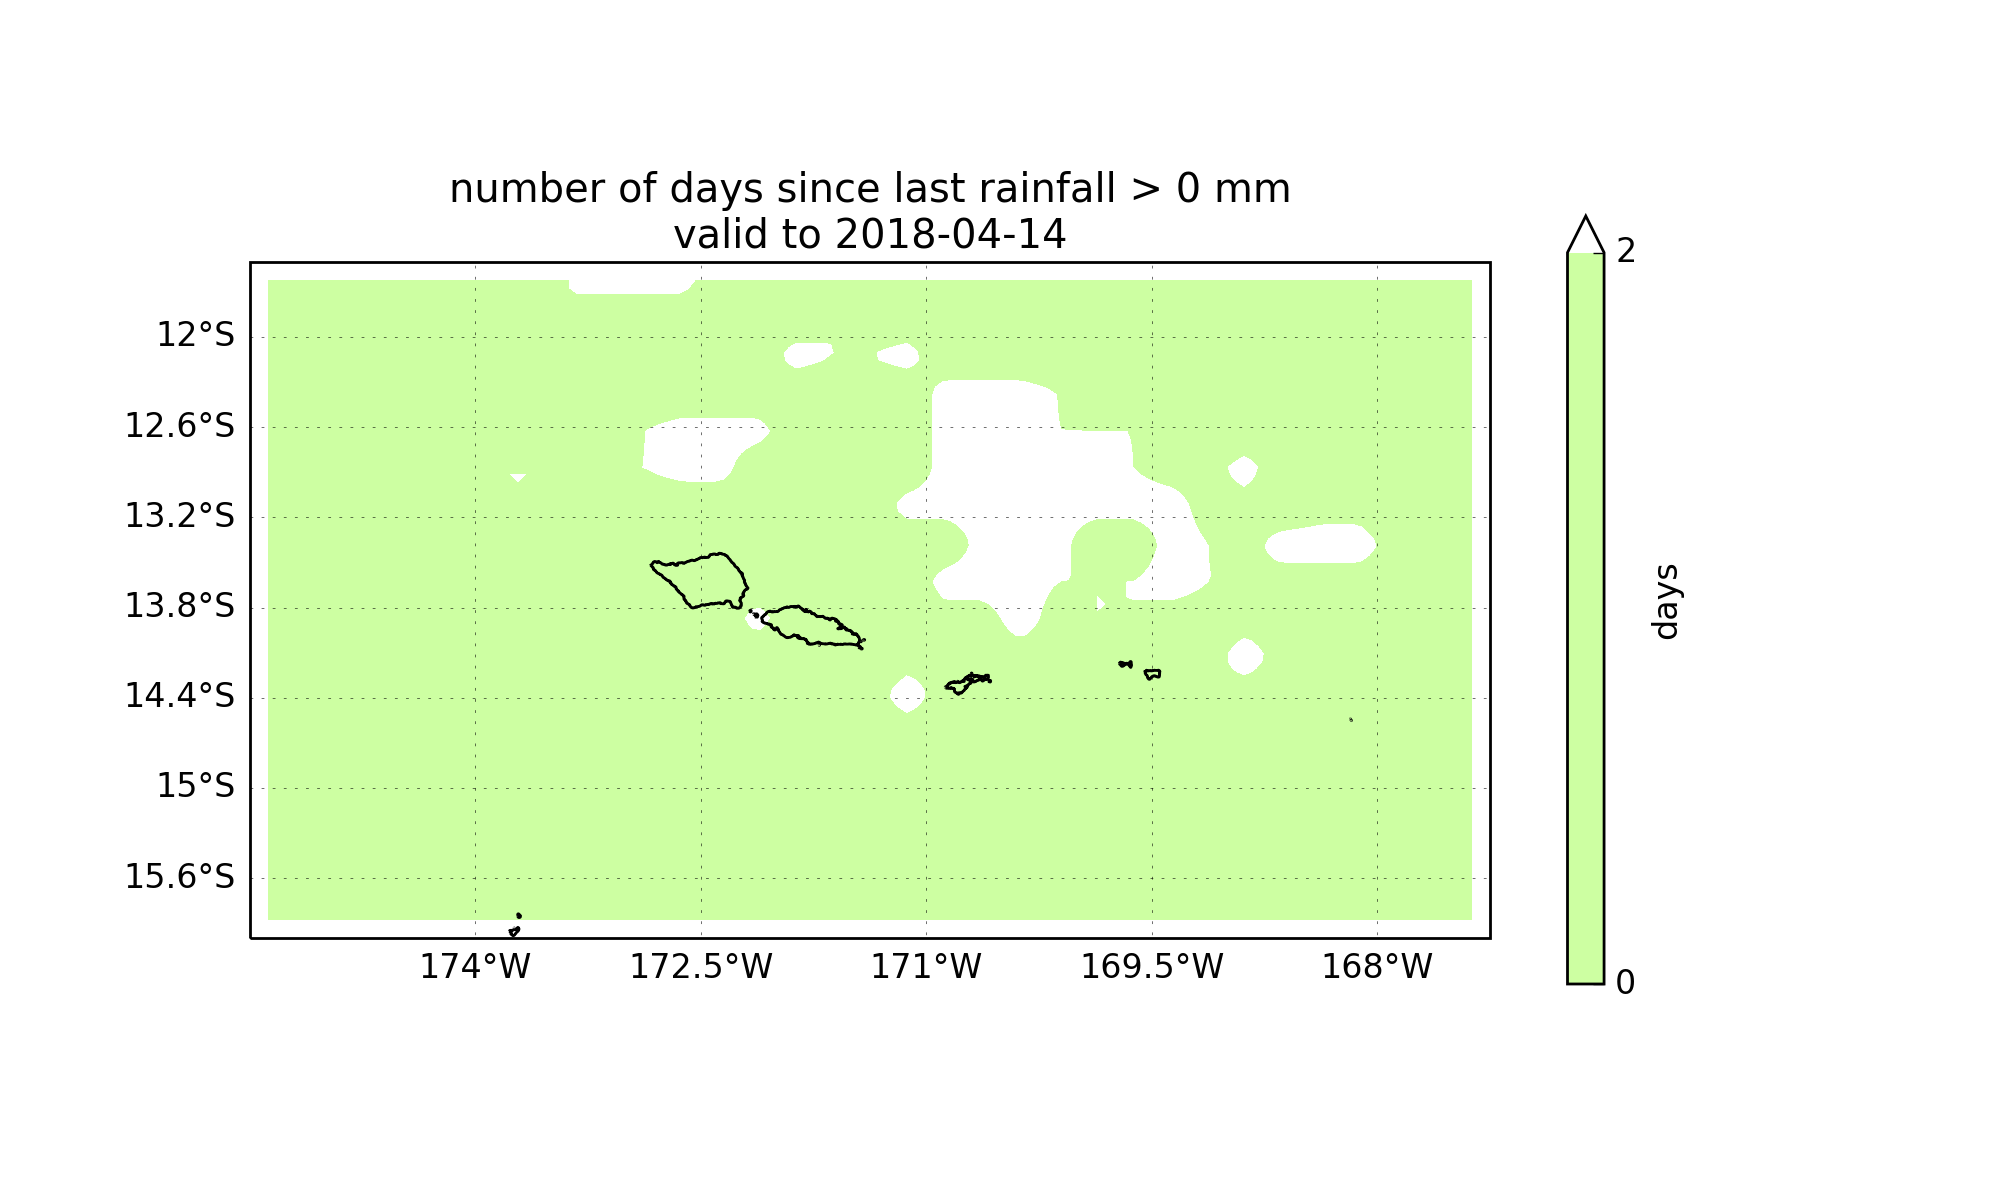 number of days since last rainfall > 0 mm
valid to 2018-04-14
12°S
12.6°S
13.2°S
13.8°S
14.4°S
15°S
15.6°S
174°W
172.5°W
171°W
169.5°W
168°W
2
0
days